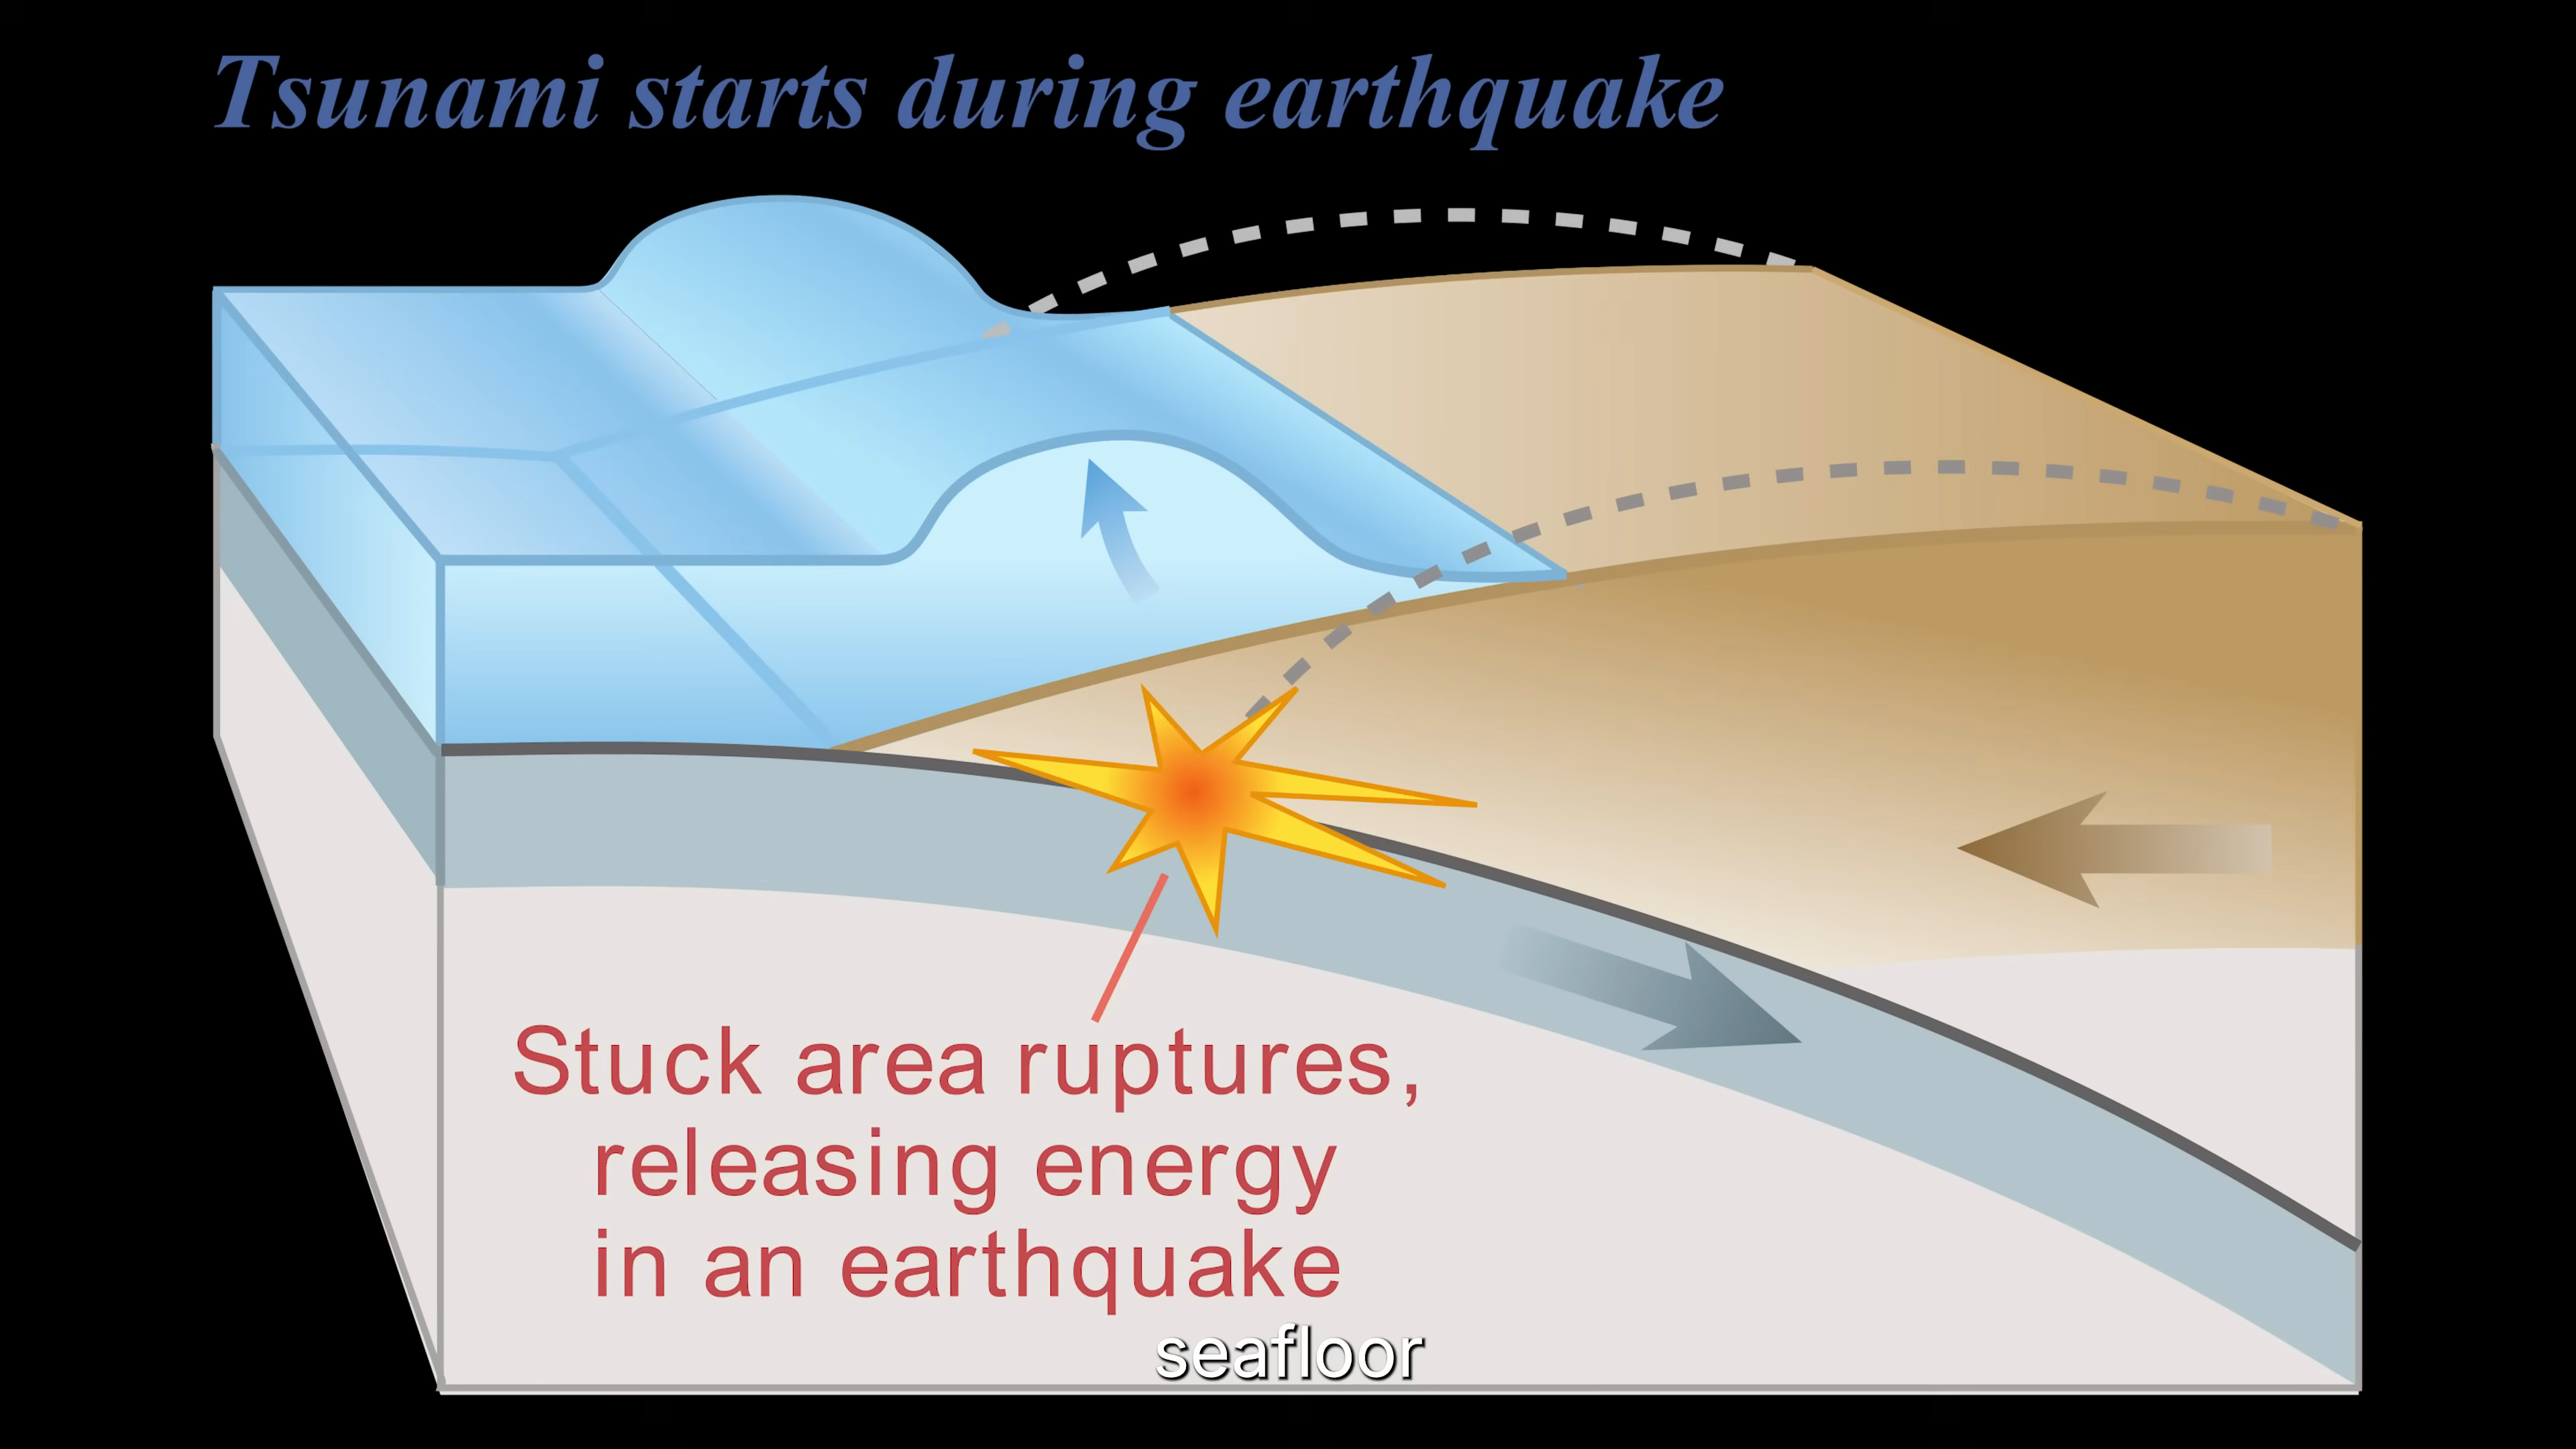 Tsunami starts during earthquake
Stuck area ruptures,
releasing energy
in an earthquake
seafloor